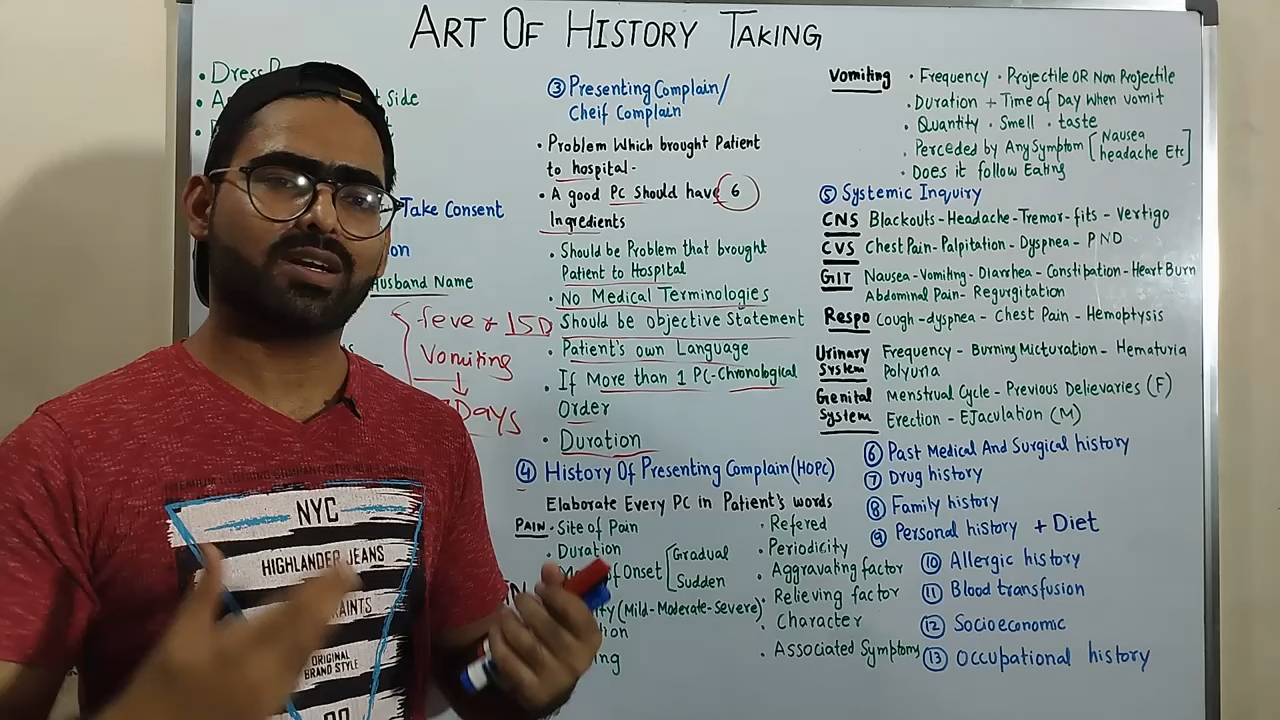 ART OF HISTORY TAKING
• Dress
• A
t Side
Take Consent
on
Husband Name
fever 15D
Vomiting
Days
③ Presenting Complain/
Cheif Complain
• Problem Which brought Patient
to hospital-
• A good PC Should have 6
Ingredients
• Should be Problem that brought
Patient to Hospital
• No Medical Terminologies
• Should be objective Statement
• Patient's own Language
• If More than 1 PC-Chronological
Order
• Duration
④ History Of Presenting Complain(HOPC)
Elaborate Every PC in Patient's words
PAIN • Site of Pain
• Duration
of Onset [Gradual
Sudden
ity (Mild-Moderate-Severe)
tion
ing
• Refered
• Periodicity
• Aggravating factor
• Relieving factor
• Character
• Associated Symptoms
Vomiting • Frequency • Projectile OR Non Projectile
• Duration + Time of Day When vomit
• Quantity • Smell • taste
• Perceded by Any Symptom [Nausea
headache Etc]
• Does it follow Eating
⑤ Systemic Inquiry
CNS Blackouts-Headache-Tremor-fits-Vertigo
CVS Chest Pain-Palpitation-Dyspnea-PND
GIT Nausea-Vomiting-Diarrhea-Constipation-Heart Burn
Abdominal Pain-Regurgitation
Respo Cough-dyspnea-Chest Pain-Hemoptysis
Urinary System Frequency-Burning Micturation-Hematuria
Polyuria
Genital System Menstrual Cycle-Previous Delievaries (F)
Erection-Ejaculation (M)
⑥ Past Medical And Surgical history
⑦ Drug history
⑧ Family history
⑨ Personal history + Diet
⑩ Allergic history
⑪ Blood transfusion
⑫ Socioeconomic
⑬ Occupational history
NYC
HIGHLANDER JEANS
RAINTS
ORIGINAL
BRAND STYLE